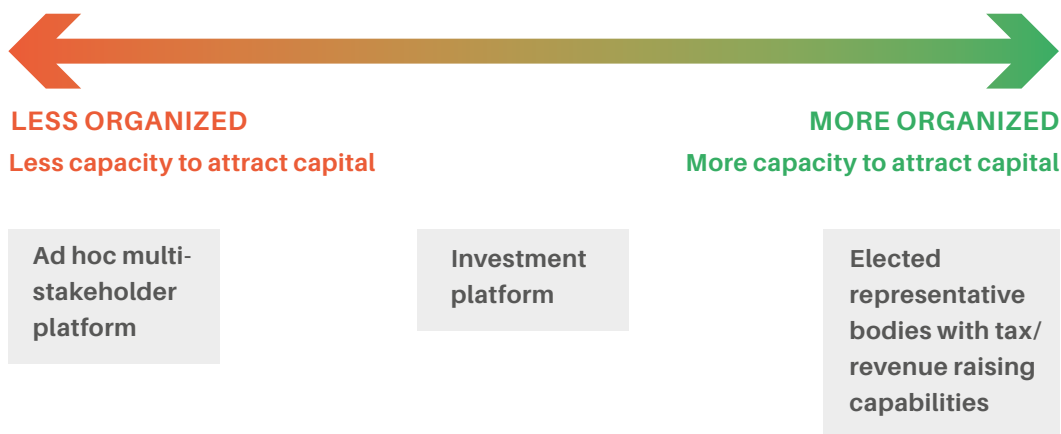 LESS ORGANIZED
MORE ORGANIZED
Less capacity to attract capital
More capacity to attract capital
Ad hoc multi-
stakeholder
platform
Investment
platform
Elected
representative
bodies with tax/
revenue raising
capabilities